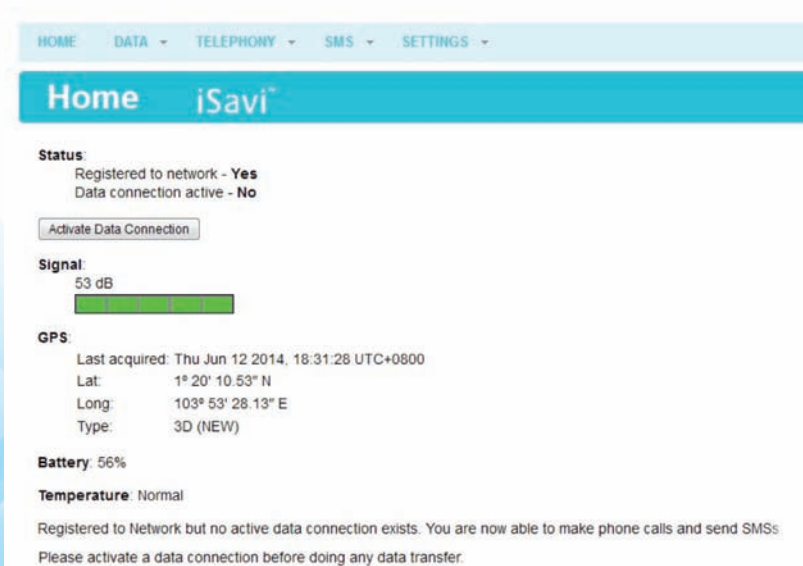 HOME DATA TELEPHONY SMS SETTINGS
Home iSavi™
Status:
Registered to network - Yes
Data connection active - No
Activate Data Connection
Signal:
53 dB
GPS:
Last acquired: Thu Jun 12 2014, 18:31:28 UTC+0800
Lat: 1º 20' 10.53" N
Long: 103º 53' 28.13" E
Type: 3D (NEW)
Battery: 56%
Temperature: Normal
Registered to Network but no active data connection exists. You are now able to make phone calls and send SMSs
Please activate a data connection before doing any data transfer.